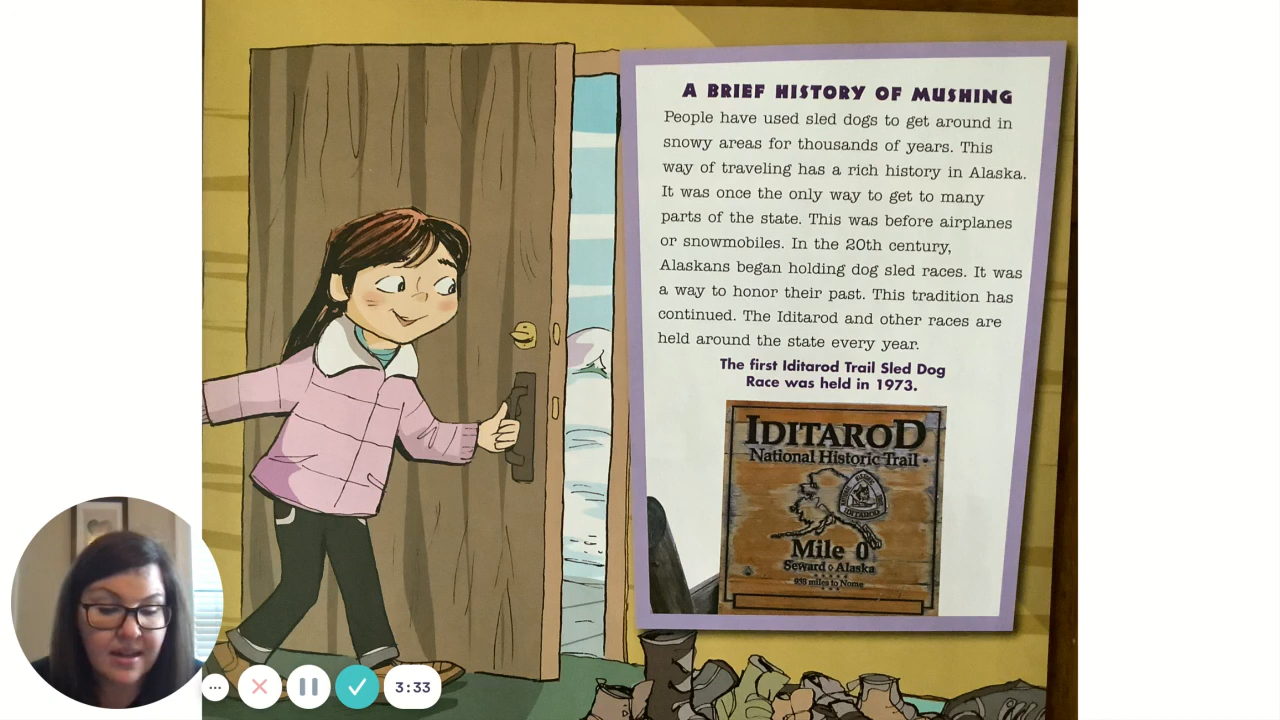 A BRIEF HISTORY OF MUSHING
People have used sled dogs to get around in
snowy areas for thousands of years. This
way of traveling has a rich history in Alaska.
It was once the only way to get to many
parts of the state. This was before airplanes
or snowmobiles. In the 20th century,
Alaskans began holding dog sled races. It was
a way to honor their past. This tradition has
continued. The Iditarod and other races are
held around the state every year.
The first Iditarod Trail Sled Dog
Race was held in 1973.
IDITAROD
National Historic Trail
IDITAROD
Mile 0
Seward Alaska
938 miles to Nome
3:33